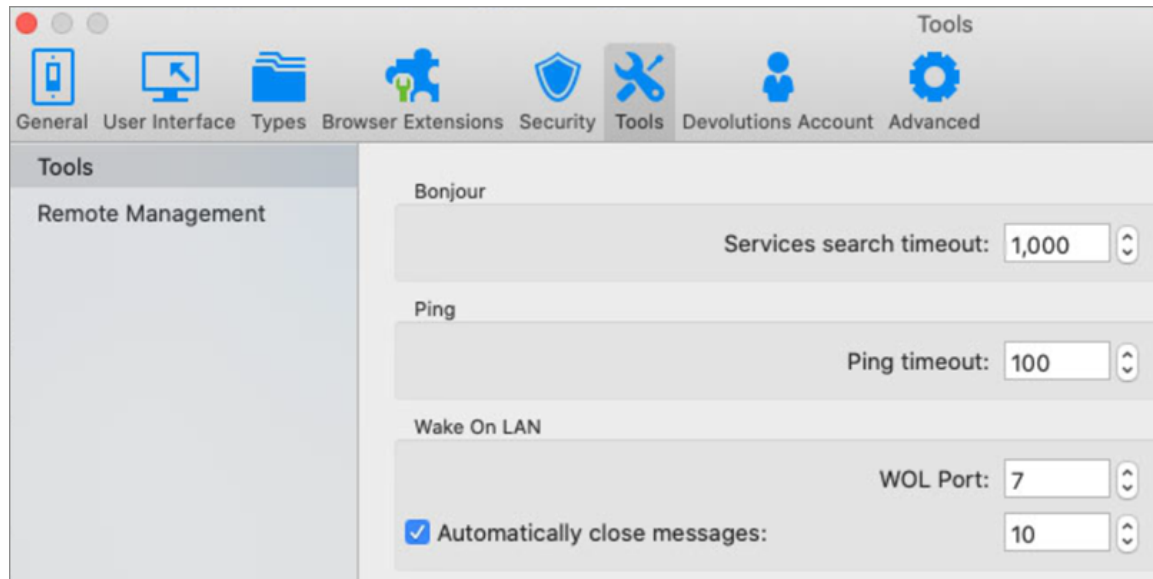 Tools
General User Interface Types Browser Extensions Security Tools Devolutions Account Advanced
Tools
Remote Management
Bonjour
Services search timeout: 1,000
Ping
Ping timeout: 100
Wake On LAN
WOL Port: 7
Automatically close messages: 10